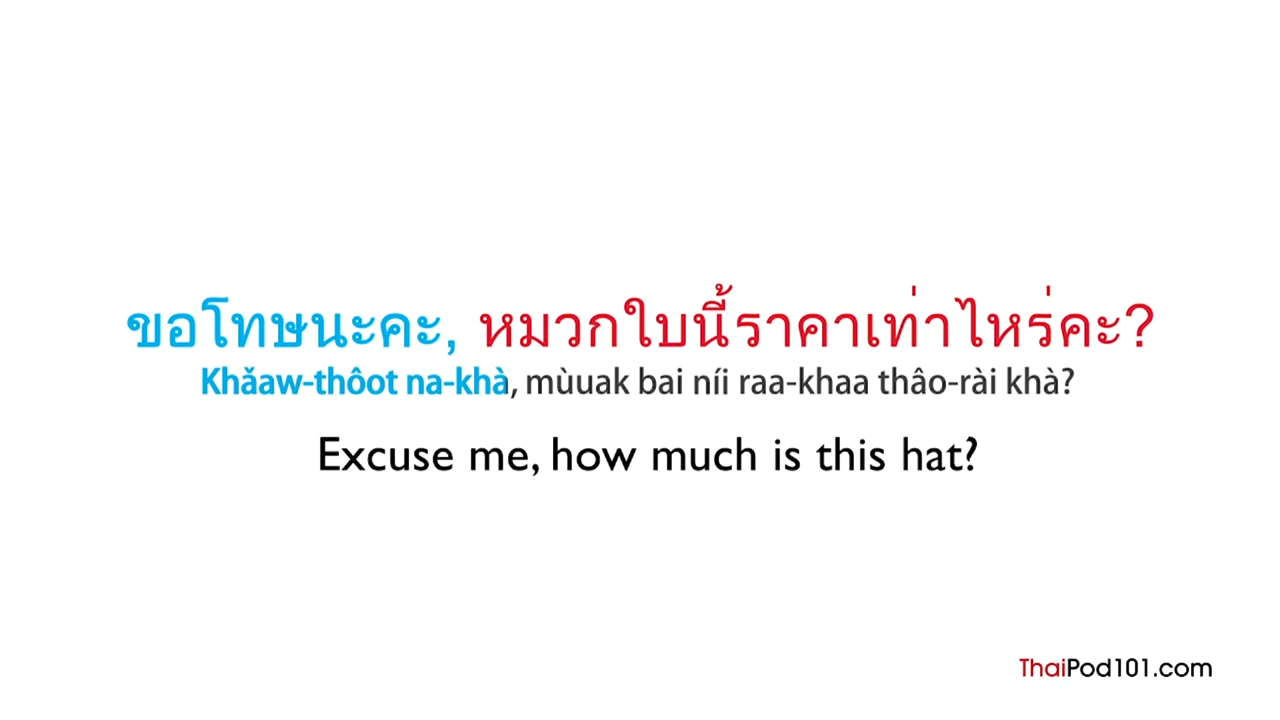 ขอโทษนะคะ, หมวกใบนี้ราคาเท่าไหร่คะ?
Khǎaw-thôot na-khà, mùuak bai níi raa-khaa thâo-rài khà?
Excuse me, how much is this hat?
ThaiPod101.com